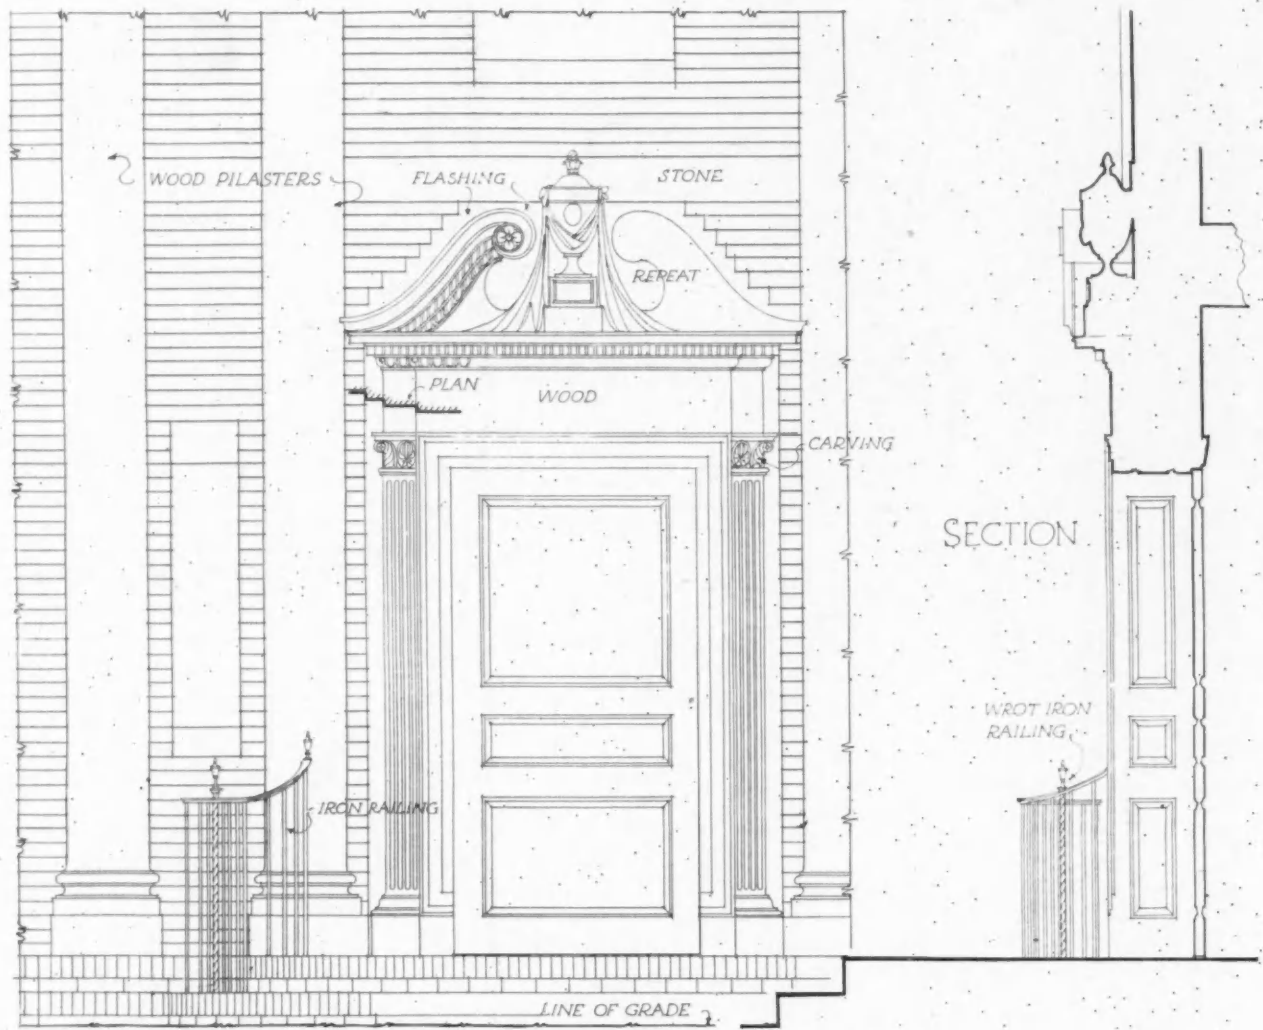 WOOD PILASTERS
FLASHING
STONE
REPEAT
PLAN
WOOD
CARVING
SECTION
WROT IRON
RAILING
IRON RAILING
LINE OF GRADE